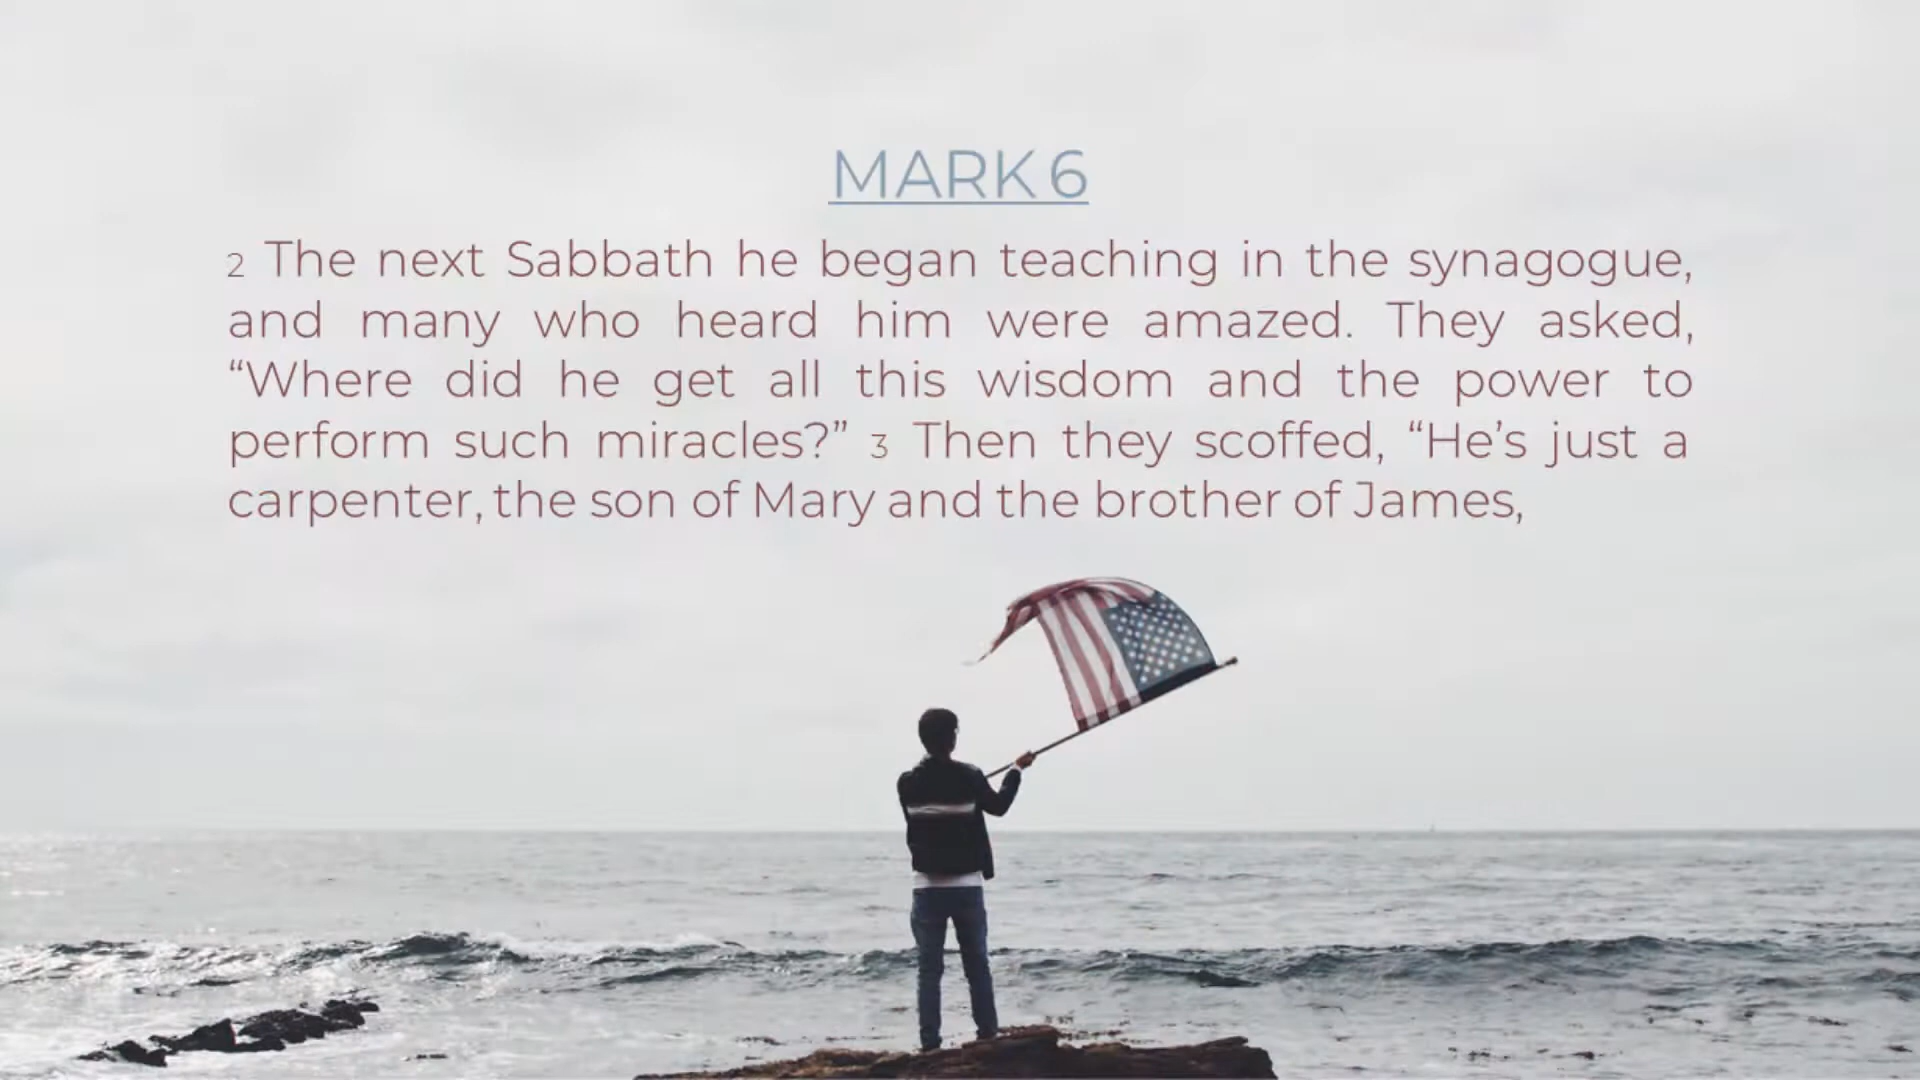 MARK 6
2 The next Sabbath he began teaching in the synagogue,
and many who heard him were amazed. They asked,
“Where did he get all this wisdom and the power to
perform such miracles?” 3 Then they scoffed, “He’s just a
carpenter, the son of Mary and the brother of James,